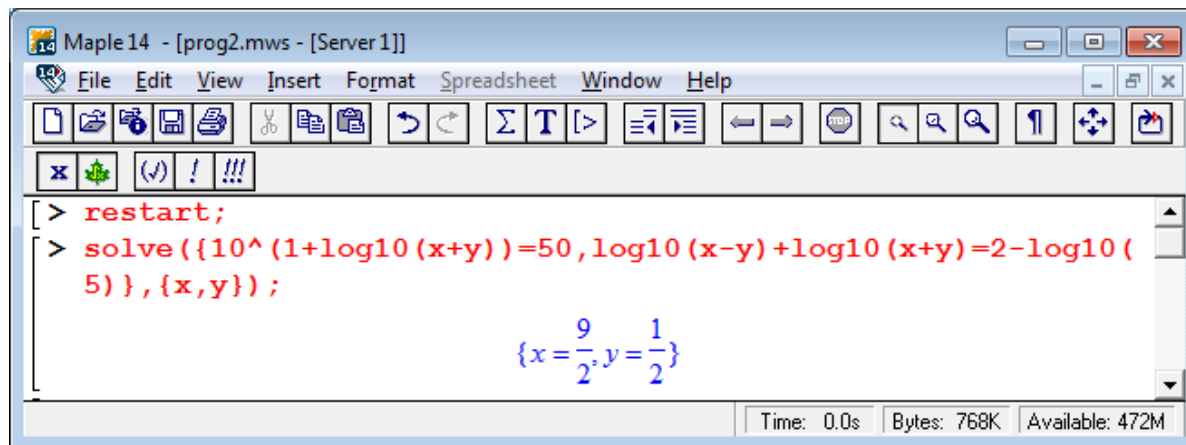 Maple 14 - [prog2.mws - [Server 1]]
File Edit View Insert Format Spreadsheet Window Help
Σ T [>
STOP
¶
x (√) ! !!!
[> restart;
[> solve({10^(1+log10(x+y))=50,log10(x-y)+log10(x+y)=2-log10(
5)},{x,y});
{x = 9/2, y = 1/2}
Time: 0.0s Bytes: 768K Available: 472M